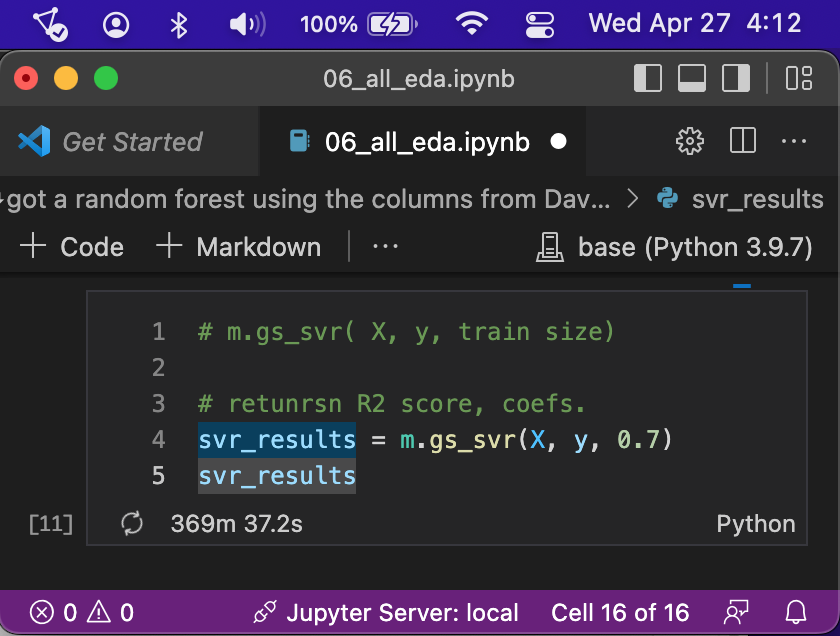 100% Wed Apr 27 4:12
06_all_eda.ipynb
Get Started 06_all_eda.ipynb
got a random forest using the columns from Dav... > svr_results
+ Code + Markdown ... base (Python 3.9.7)
1 # m.gs_svr( X, y, train size)
2
3 # retunrsn R2 score, coefs.
4 svr_results = m.gs_svr(X, y, 0.7)
5 svr_results
[11] 369m 37.2s Python
0 0 Jupyter Server: local Cell 16 of 16